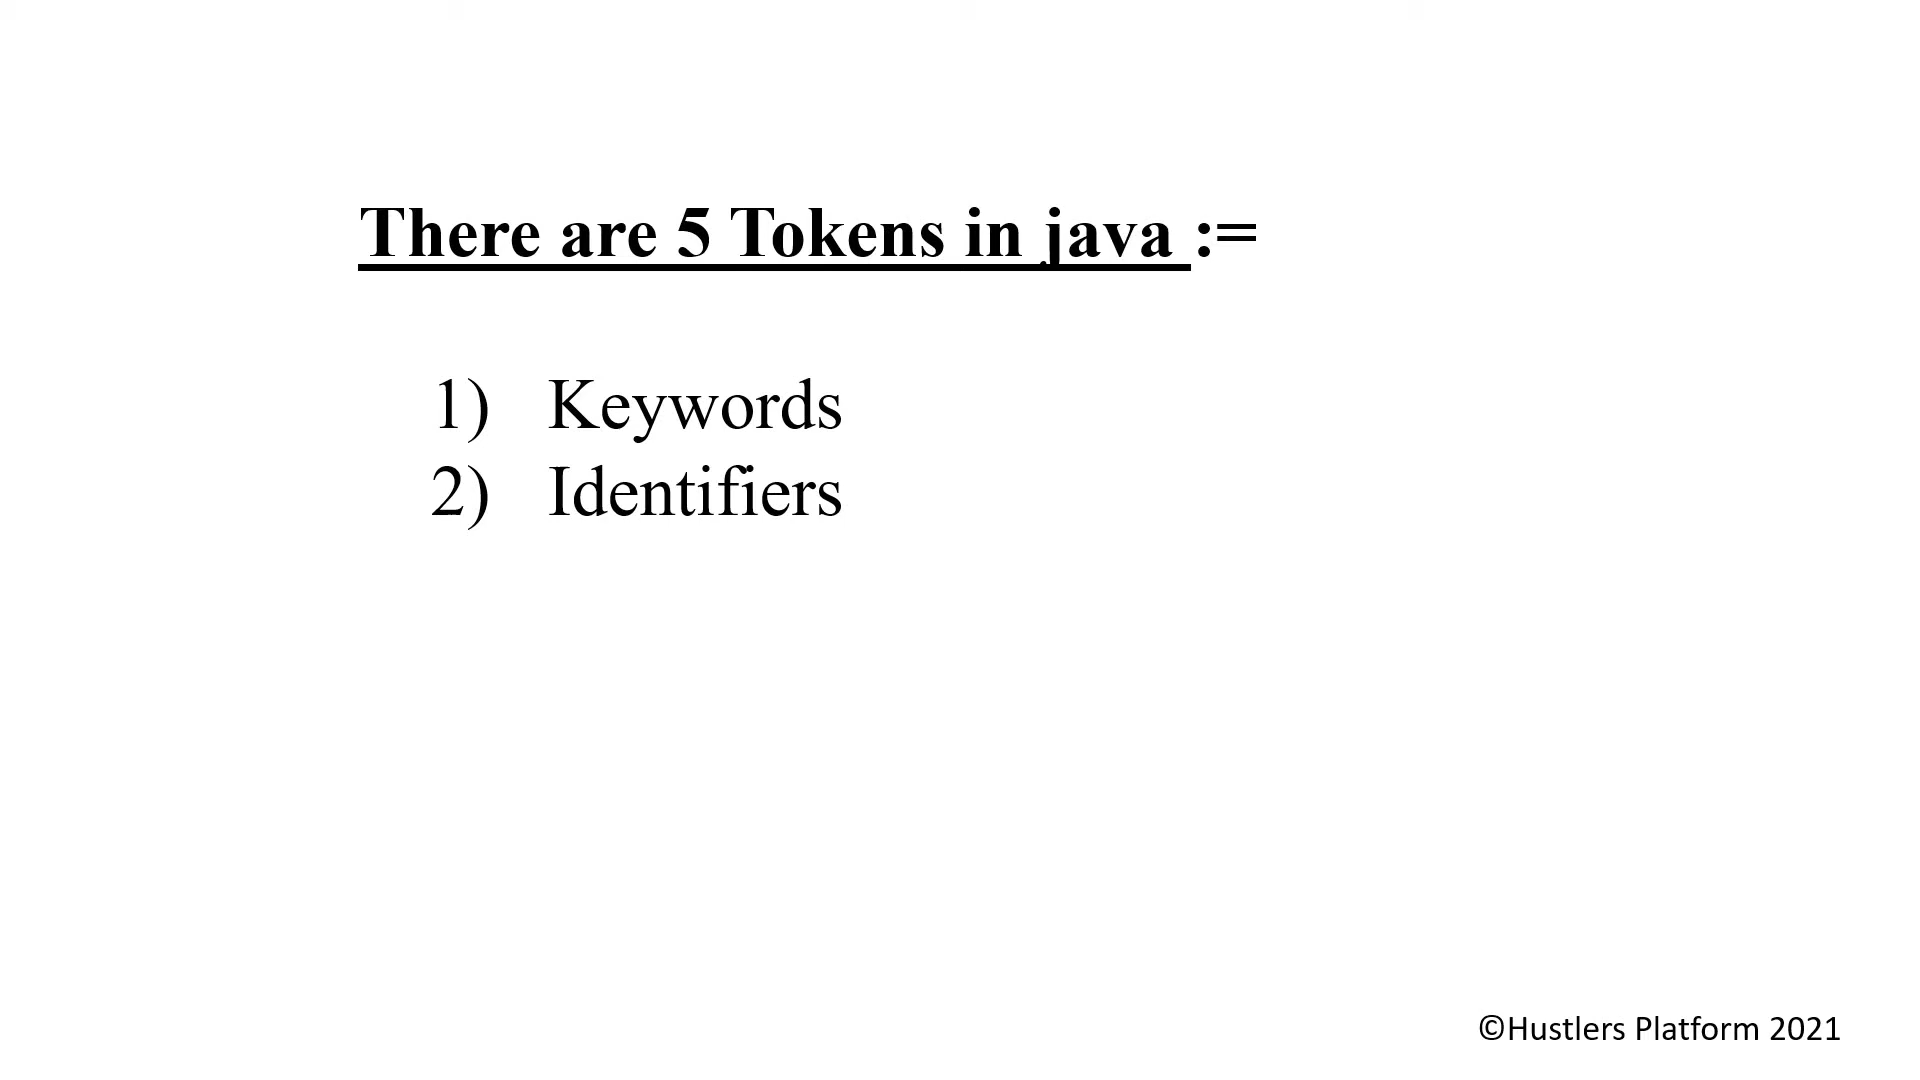 There are 5 Tokens in java :=
1) Keywords
2) Identifiers
©Hustlers Platform 2021